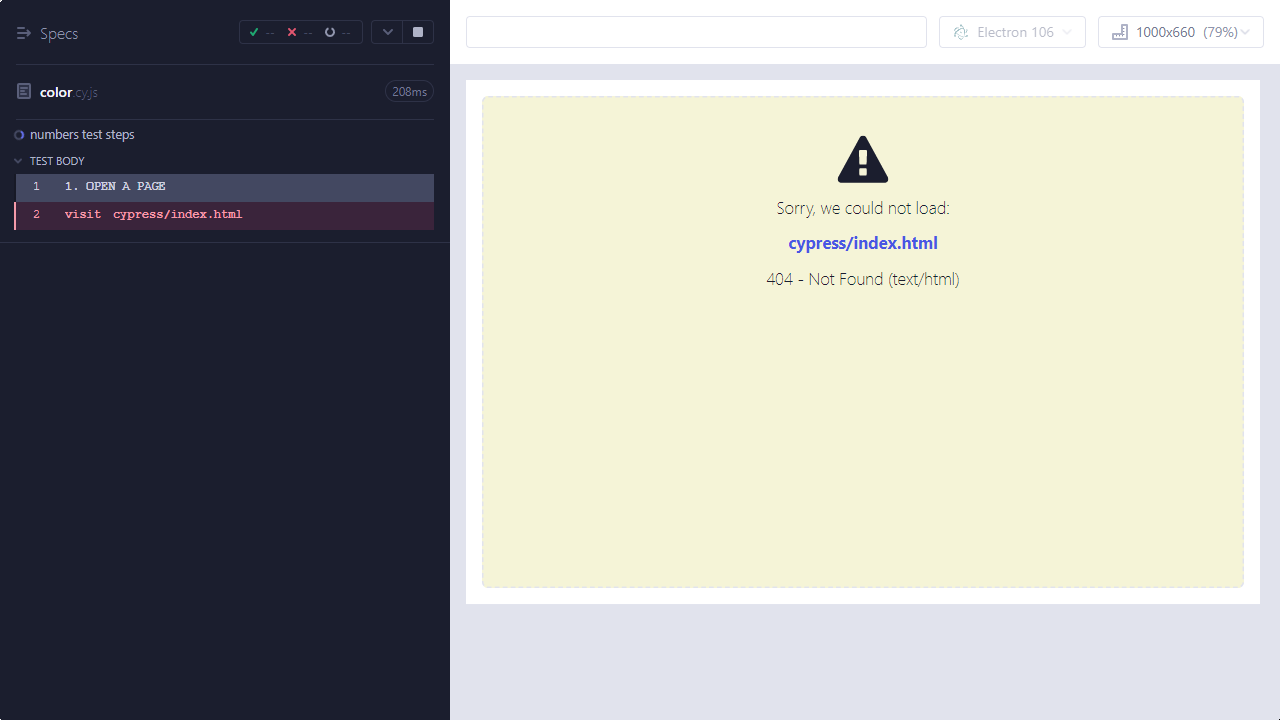 Specs
--
--
--
color.cy.js
208ms
numbers test steps
TEST BODY
1 1. OPEN A PAGE
2 visit cypress/index.html
Electron 106
1000x660 (79%)
Sorry, we could not load:
cypress/index.html
404 - Not Found (text/html)